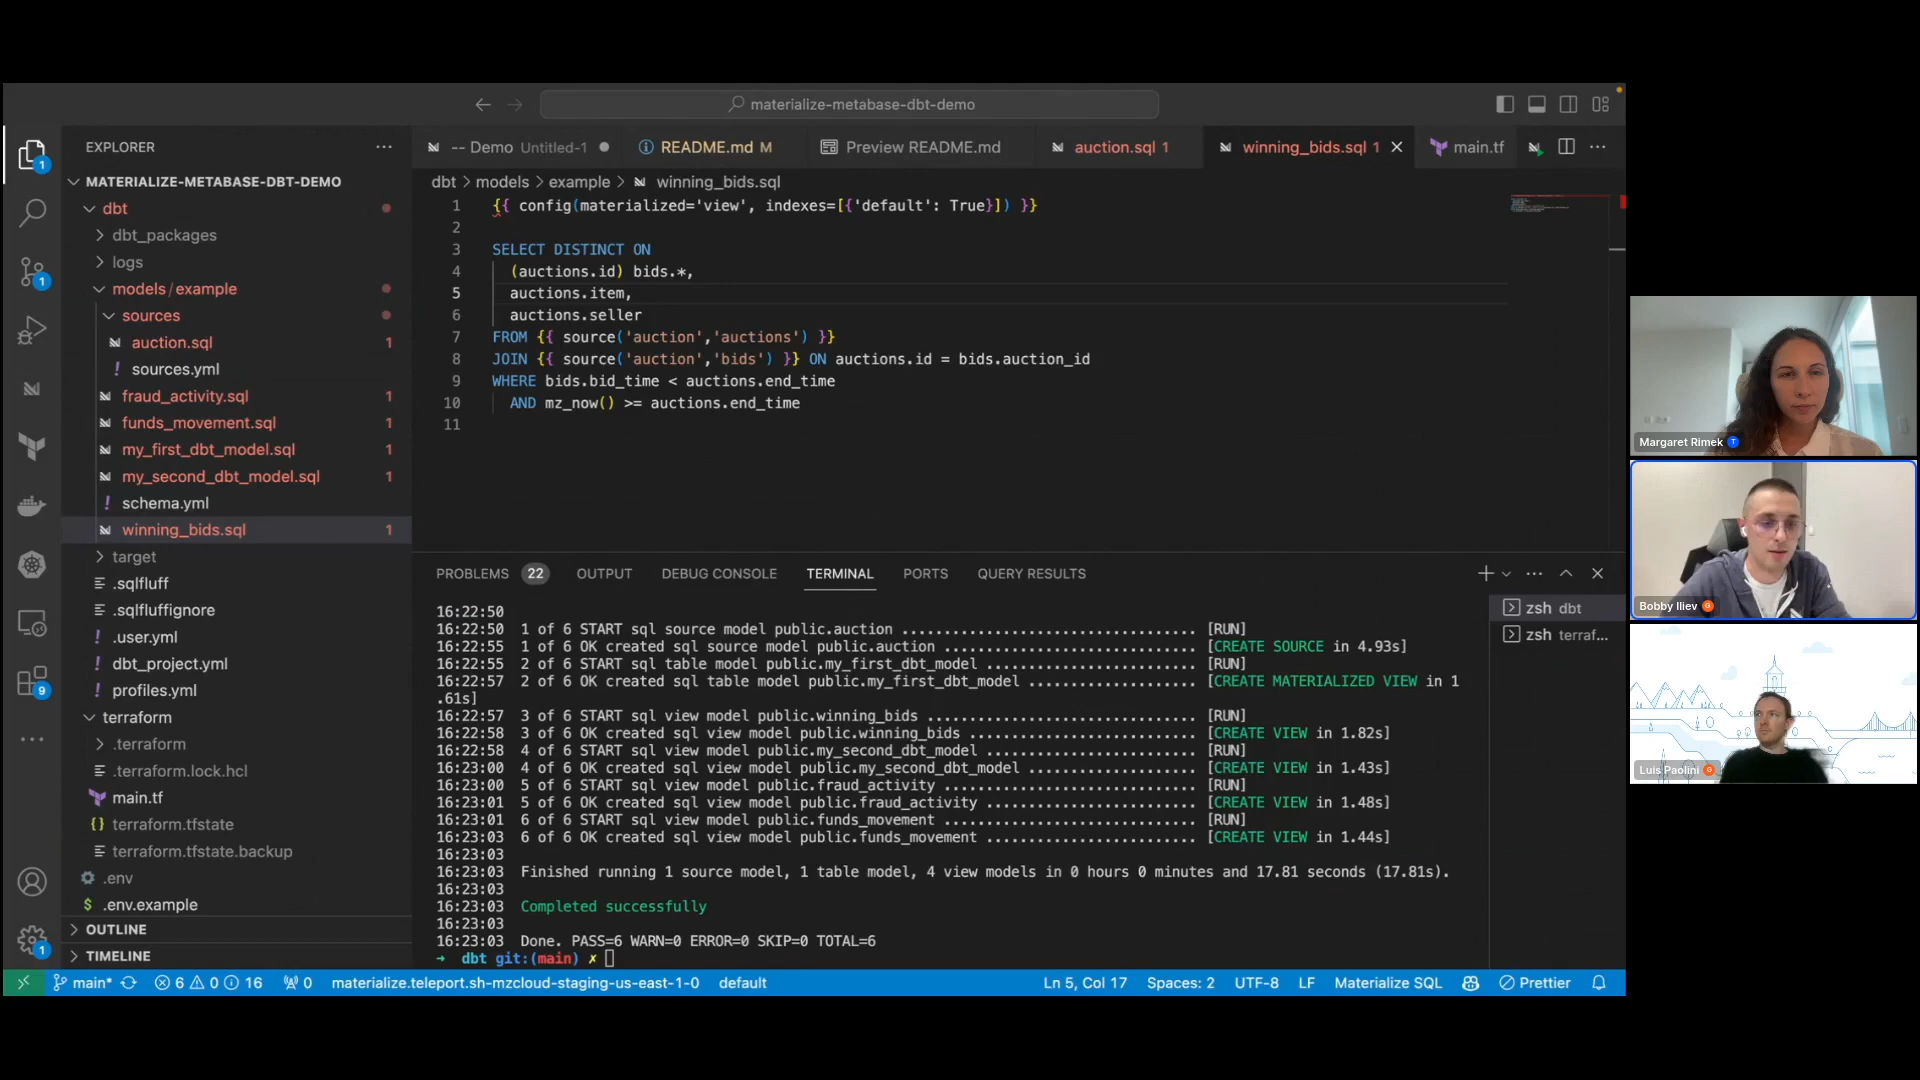 materialize-metabase-dbt-demo
EXPLORER
-- Demo Untitled-1
README.md M
Preview README.md
auction.sql 1
winning_bids.sql 1
main.tf
MATERIALIZE-METABASE-DBT-DEMO
dbt
dbt_packages
logs
models/example
sources
auction.sql 1
sources.yml
fraud_activity.sql 1
funds_movement.sql 1
my_first_dbt_model.sql 1
my_second_dbt_model.sql 1
schema.yml
winning_bids.sql 1
target
.sqlfluff
.sqlfluffignore
.user.yml
dbt_project.yml
profiles.yml
terraform
.terraform
.terraform.lock.hcl
main.tf
terraform.tfstate
terraform.tfstate.backup
.env
.env.example
OUTLINE
TIMELINE
1
1
9
1
dbt > models > example > winning_bids.sql
1 {{ config(materialized='view', indexes=[{'default': True}]) }}
2
3 SELECT DISTINCT ON
4 (auctions.id) bids.*,
5 auctions.item,
6 auctions.seller
7 FROM {{ source('auction','auctions') }}
8 JOIN {{ source('auction','bids') }} ON auctions.id = bids.auction_id
9 WHERE bids.bid_time < auctions.end_time
10 AND mz_now() >= auctions.end_time
11
PROBLEMS 22 OUTPUT DEBUG CONSOLE TERMINAL PORTS QUERY RESULTS
zsh dbt
zsh terraf...
16:22:50
16:22:50 1 of 6 START sql source model public.auction ................................... [RUN]
16:22:55 1 of 6 OK created sql source model public.auction .............................. [CREATE SOURCE in 4.93s]
16:22:55 2 of 6 START sql table model public.my_first_dbt_model ......................... [RUN]
16:22:57 2 of 6 OK created sql table model public.my_first_dbt_model .................... [CREATE MATERIALIZED VIEW in 1
.61s]
16:22:57 3 of 6 START sql view model public.winning_bids ................................ [RUN]
16:22:58 3 of 6 OK created sql view model public.winning_bids ........................... [CREATE VIEW in 1.82s]
16:22:58 4 of 6 START sql view model public.my_second_dbt_model ......................... [RUN]
16:23:00 4 of 6 OK created sql view model public.my_second_dbt_model .................... [CREATE VIEW in 1.43s]
16:23:00 5 of 6 START sql view model public.fraud_activity .............................. [RUN]
16:23:01 5 of 6 OK created sql view model public.fraud_activity ......................... [CREATE VIEW in 1.48s]
16:23:01 6 of 6 START sql view model public.funds_movement .............................. [RUN]
16:23:03 6 of 6 OK created sql view model public.funds_movement ......................... [CREATE VIEW in 1.44s]
16:23:03
16:23:03 Finished running 1 source model, 1 table model, 4 view models in 0 hours 0 minutes and 17.81 seconds (17.81s).
16:23:03
16:23:03 Completed successfully
16:23:03
16:23:03 Done. PASS=6 WARN=0 ERROR=0 SKIP=0 TOTAL=6
→ dbt git:(main) ✗
main* 6 0 16 0 materialize.teleport.sh-mzcloud-staging-us-east-1-0 default
Ln 5, Col 17 Spaces: 2 UTF-8 LF Materialize SQL Prettier
Margaret Rimek T
Bobby Iliev G
Luis Paolini G